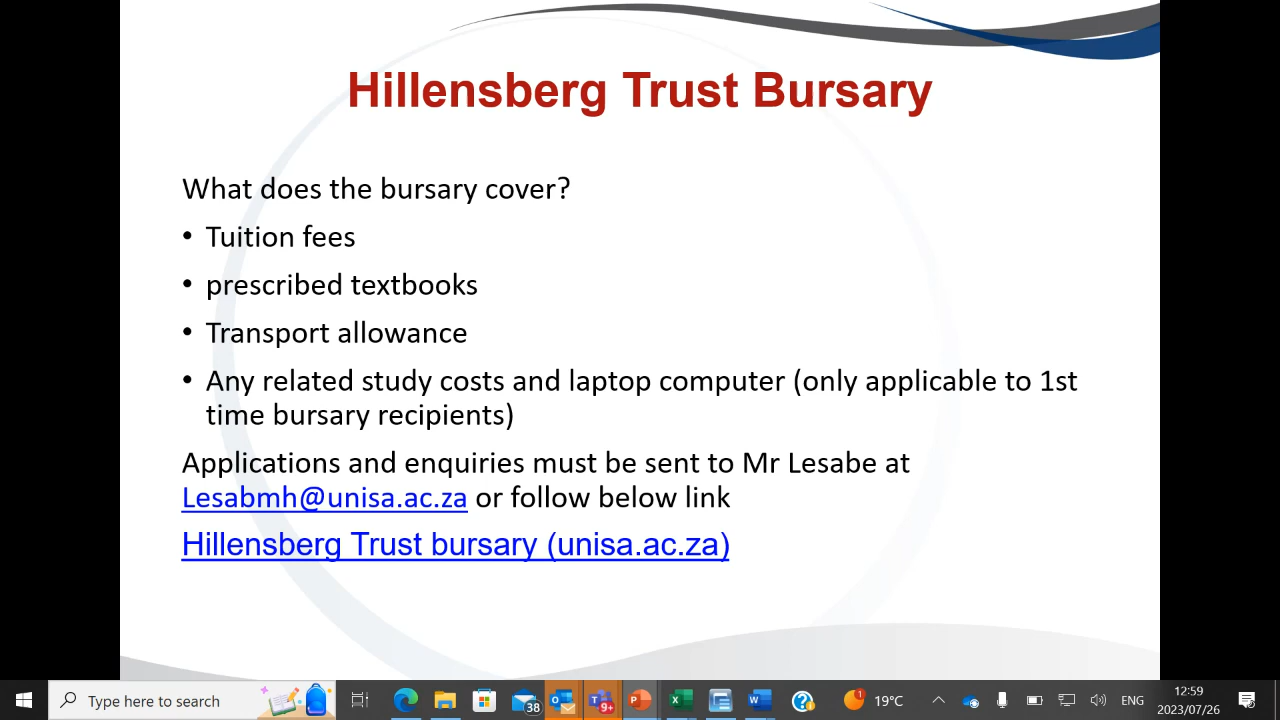 Hillensberg Trust Bursary
What does the bursary cover?
• Tuition fees
• prescribed textbooks
• Transport allowance
• Any related study costs and laptop computer (only applicable to 1st
time bursary recipients)
Applications and enquiries must be sent to Mr Lesabe at
Lesabmh@unisa.ac.za or follow below link
Hillensberg Trust bursary (unisa.ac.za)
Type here to search
38
9+
1
19°C
ENG
12:59
2023/07/26